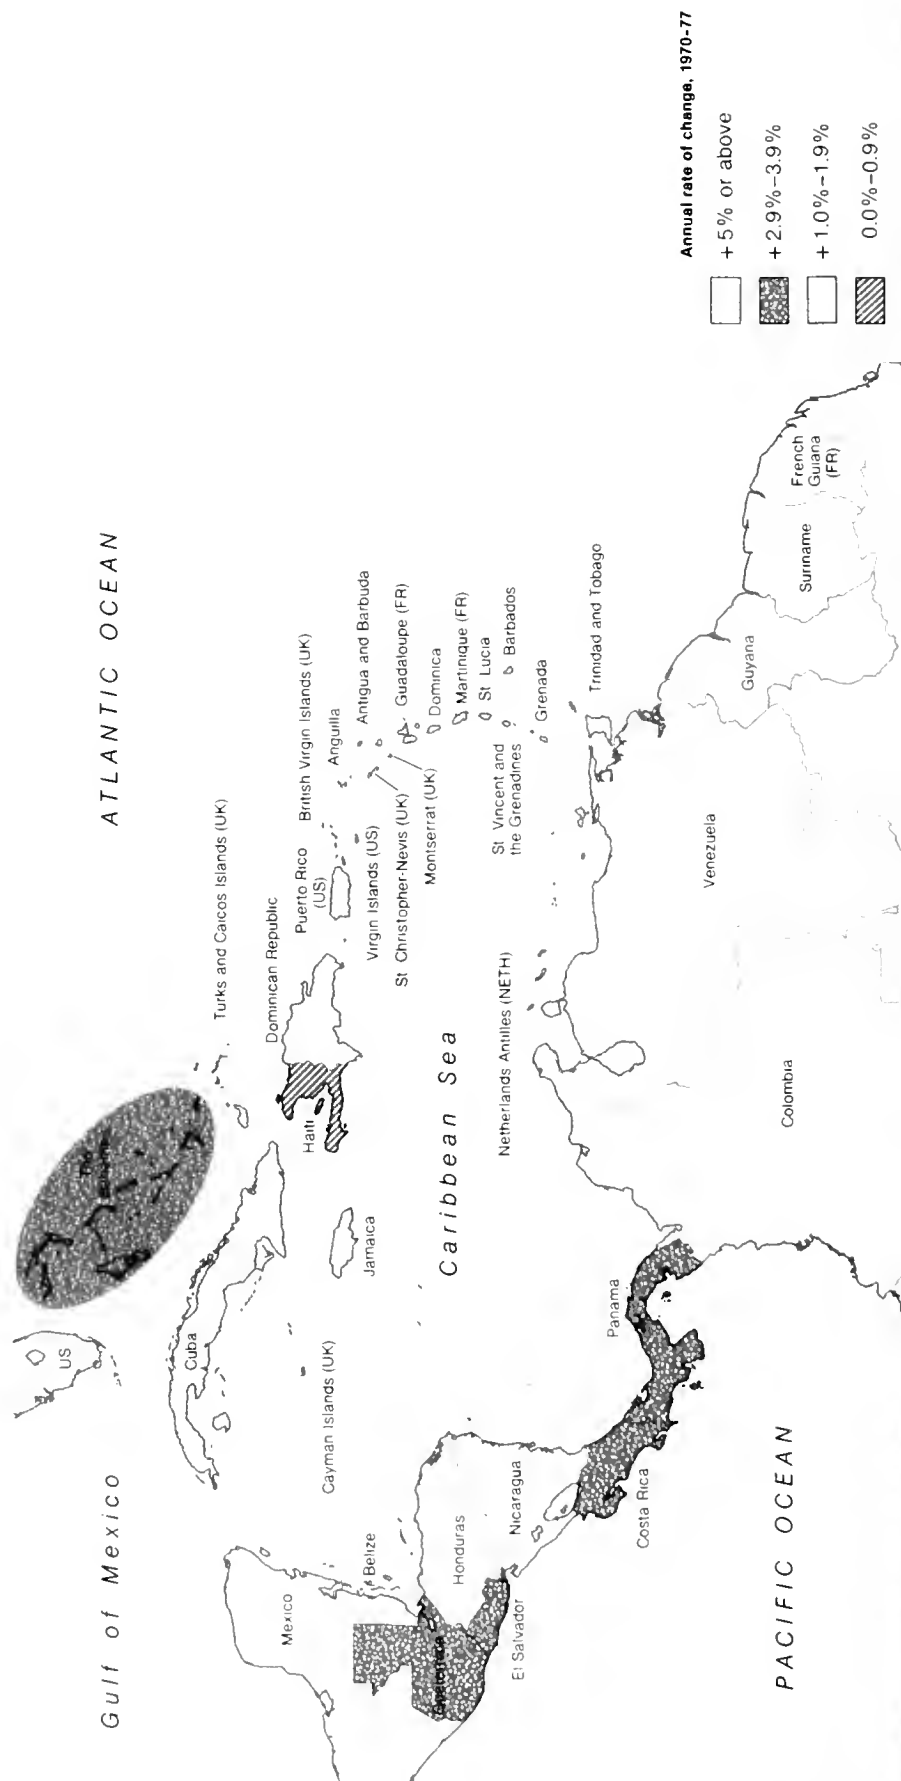 Gulf of Mexico
ATLANTIC OCEAN
US
The
Bahamas
Turks and Caicos Islands (UK)
Cuba
Dominican Republic
Haiti
Puerto Rico
(US)
British Virgin Islands (UK)
Anguilla
Antigua and Barbuda
Virgin Islands (US)
St Christopher-Nevis (UK)
Montserrat (UK)
Guadaloupe (FR)
Dominica
Martinique (FR)
St Lucia
Barbados
St Vincent and
the Grenadines
Grenada
Trinidad and Tobago
Jamaica
Cayman Islands (UK)
Caribbean Sea
Netherlands Antilles (NETH)
Mexico
Belize
Guatemala
Honduras
El Salvador
Nicaragua
Costa Rica
Panama
Colombia
Venezuela
Guyana
Suriname
French
Guiana
(FR)
PACIFIC OCEAN
Annual rate of change, 1970-77
+5% or above
+2.9%-3.9%
+1.0%-1.9%
0.0%-0.9%